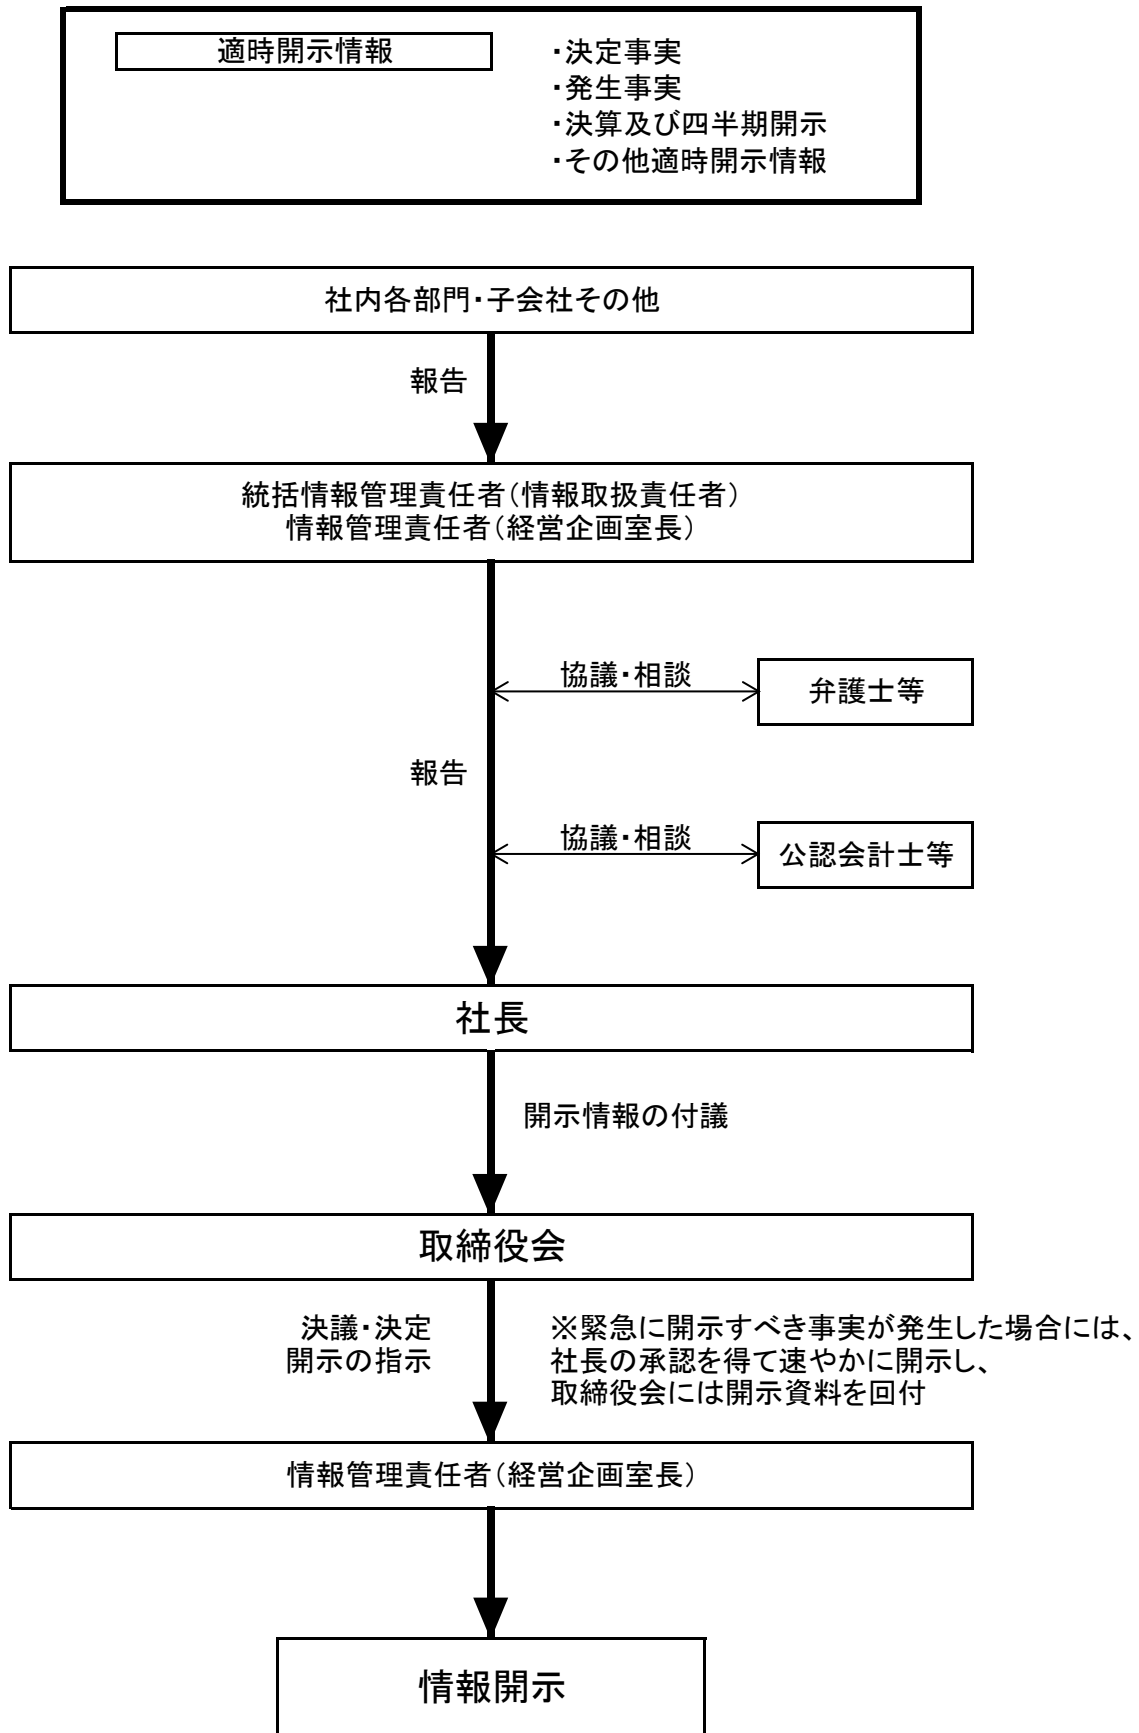 適時開示情報
・決定事実
・発生事実
・決算及び四半期開示
・その他適時開示情報
社内各部門・子会社その他
報告
統括情報管理責任者（情報取扱責任者）
情報管理責任者（経営企画室長）
協議・相談
弁護士等
報告
協議・相談
公認会計士等
社長
開示情報の付議
取締役会
決議・決定
開示の指示
※緊急に開示すべき事実が発生した場合には、
社長の承認を得て速やかに開示し、
取締役会には開示資料を回付
情報管理責任者（経営企画室長）
情報開示